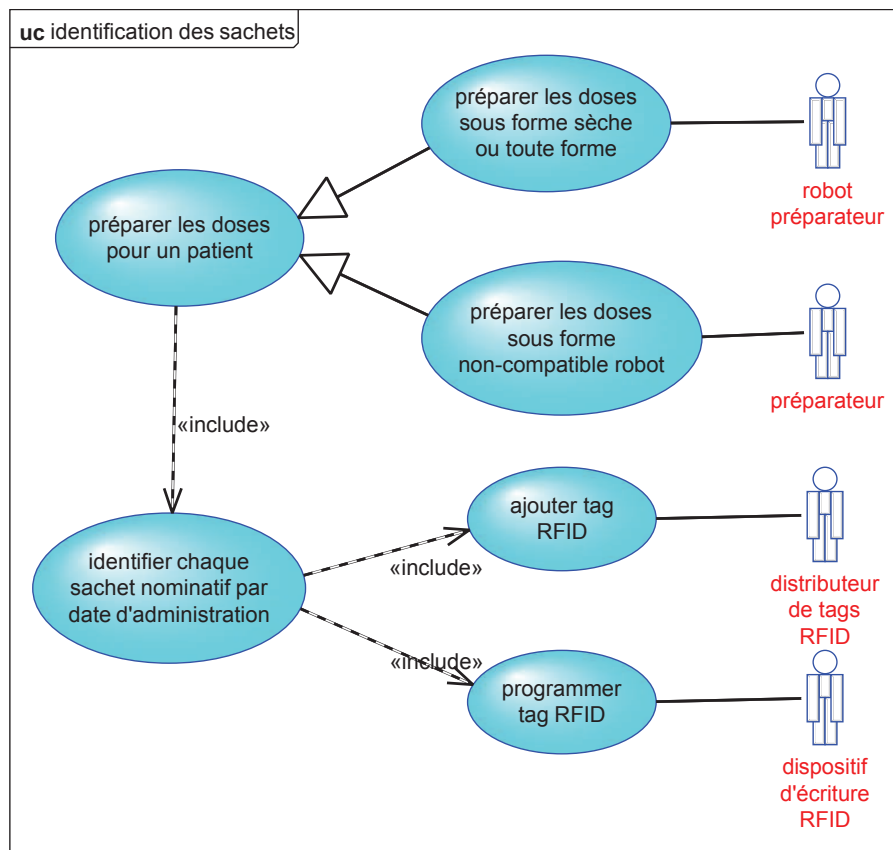 uc identification des sachets
préparer les doses
sous forme sèche
ou toute forme
robot
préparateur
préparer les doses
pour un patient
préparer les doses
sous forme
non-compatible robot
préparateur
«include»
ajouter tag
RFID
distributeur
de tags
RFID
identifier chaque
sachet nominatif par
date d'administration
«include»
«include»
programmer
tag RFID
dispositif
d'écriture
RFID